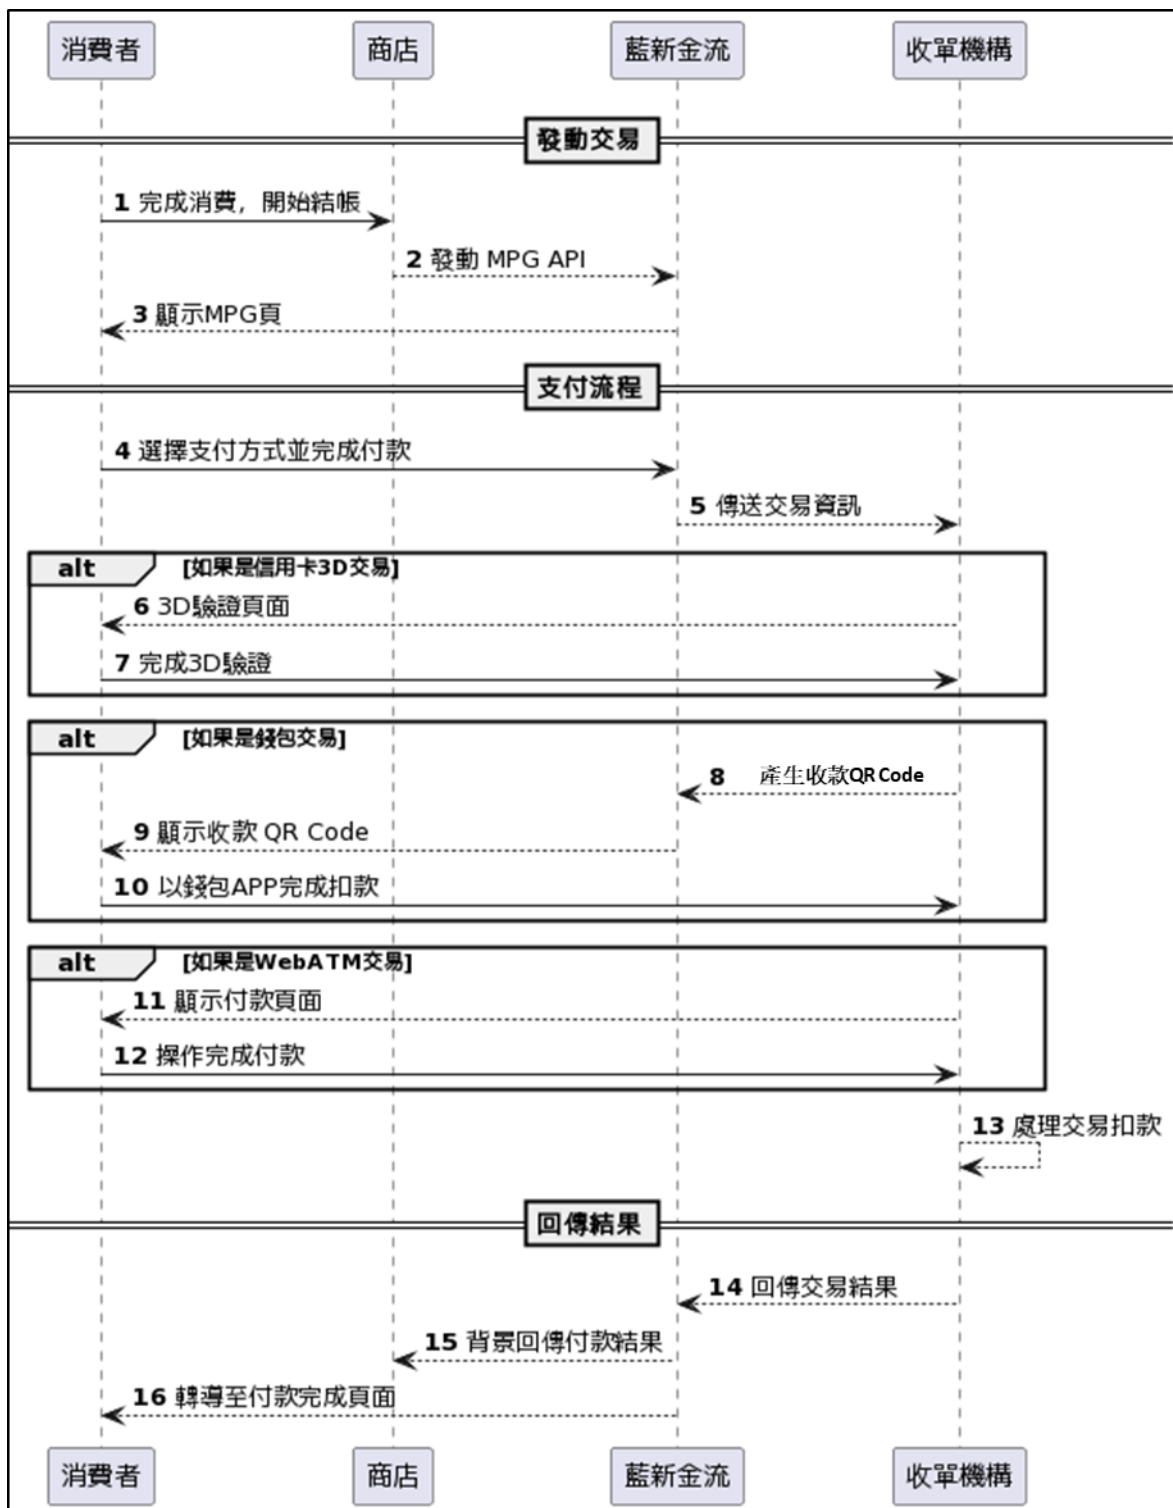 消費者 商店 藍新金流 收單機構
發動交易
1 完成消費，開始結帳
2 發動 MPG API
3 顯示MPG頁
支付流程
4 選擇支付方式並完成付款
5 傳送交易資訊
alt [如果是信用卡3D交易]
6 3D驗證頁面
7 完成3D驗證
alt [如果是錢包交易]
8 產生收款QR Code
9 顯示收款 QR Code
10 以錢包APP完成扣款
alt [如果是WebATM交易]
11 顯示付款頁面
12 操作完成付款
13 處理交易扣款
回傳結果
14 回傳交易結果
15 背景回傳付款結果
16 轉導至付款完成頁面
消費者 商店 藍新金流 收單機構